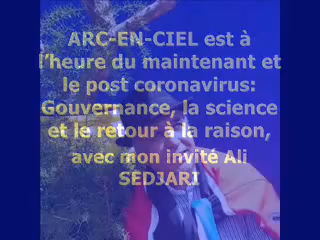 ARC-EN-CIEL est à
l'heure du maintenant et
le post coronavirus:
Gouvernance, la science
et le retour à la raison,
avec mon invité Ali
SEDJARI